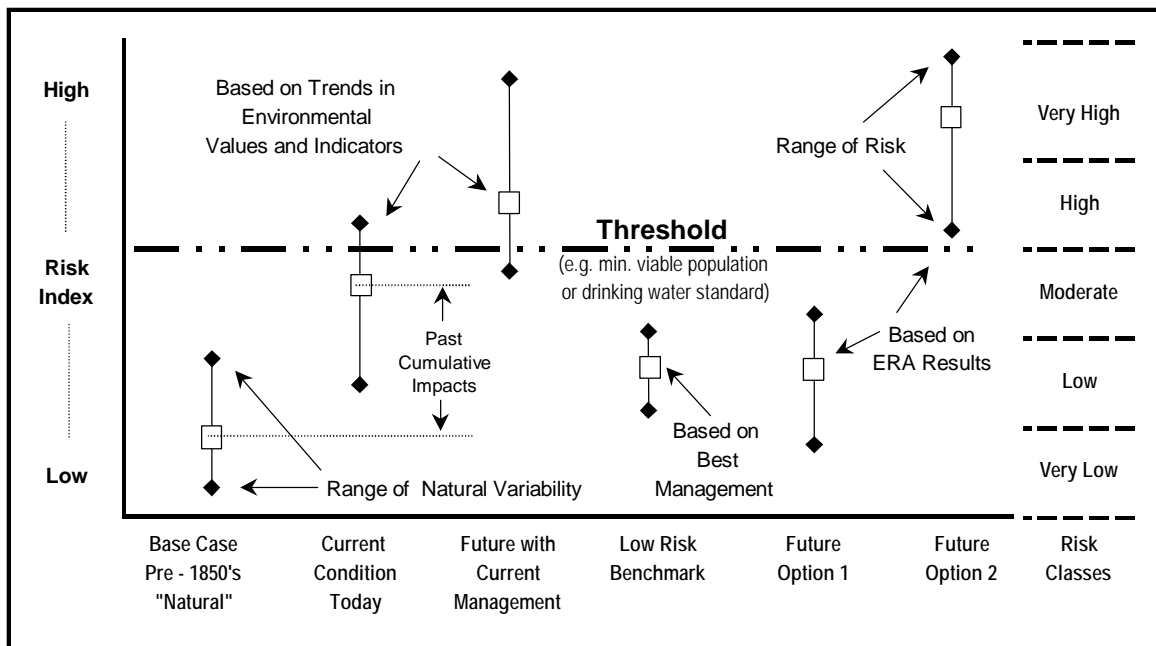 High
Risk
Index
Low
Based on Trends in
Environmental
Values and Indicators
Past
Cumulative
Impacts
Range of Natural Variability
Threshold
(e.g. min. viable population
or drinking water standard)
Based on
Best
Management
Range of Risk
Based on
ERA Results
Very High
High
Moderate
Low
Very Low
Base Case
Pre - 1850's
"Natural"
Current
Condition
Today
Future with
Current
Management
Low Risk
Benchmark
Future
Option 1
Future
Option 2
Risk
Classes